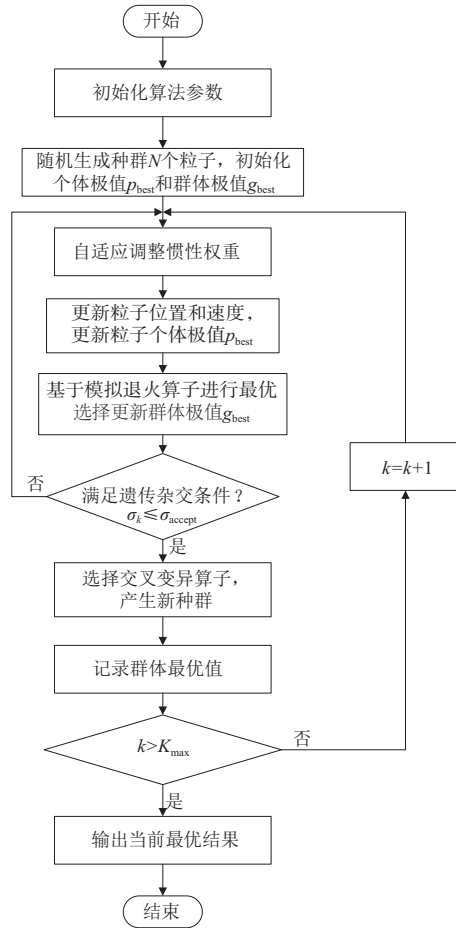 开始
初始化算法参数
随机生成种群N个粒子，初始化
个体极值p_best和群体极值g_best
自适应调整惯性权重
更新粒子位置和速度，
更新粒子个体极值p_best
基于模拟退火算子进行最优
选择更新群体极值g_best
否
满足遗传杂交条件？
σ_k≤σ_accept
k=k+1
是
选择交叉变异算子，
产生新种群
记录群体最优值
k>K_max
否
是
输出当前最优结果
结束